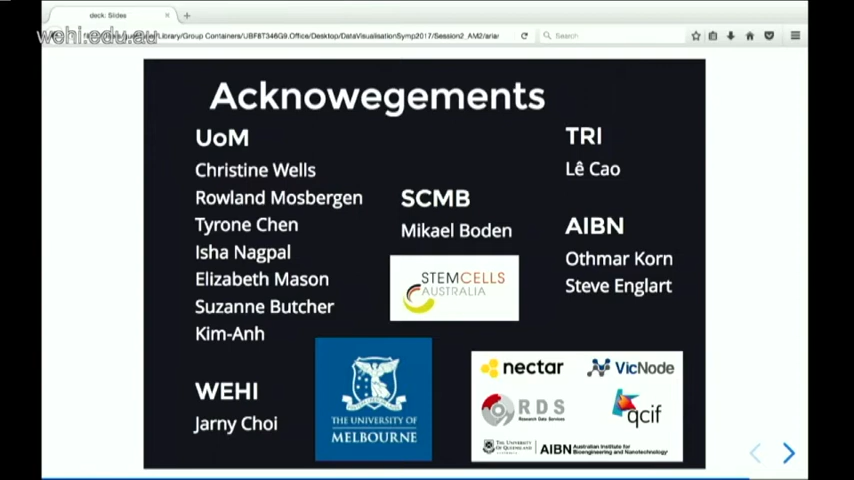 deck: Slides
wehi.edu.au
Library/Group Containers/UBF8T346G9.Office/Desktop/DataVisualisationSymp2017/Session2_AM2/ariar
Search
Acknowegements
UoM
Christine Wells
Rowland Mosbergen
Tyrone Chen
Isha Nagpal
Elizabeth Mason
Suzanne Butcher
Kim-Anh
WEHI
Jarny Choi
SCMB
Mikael Boden
STEMCELLS
AUSTRALIA
TRI
Lê Cao
AIBN
Othmar Korn
Steve Englart
THE UNIVERSITY OF
MELBOURNE
nectar
VicNode
RDS
Research Data Services
qcif
THE UNIVERSITY
OF QUEENSLAND
AIBN Australian Institute for
Bioengineering and Nanotechnology